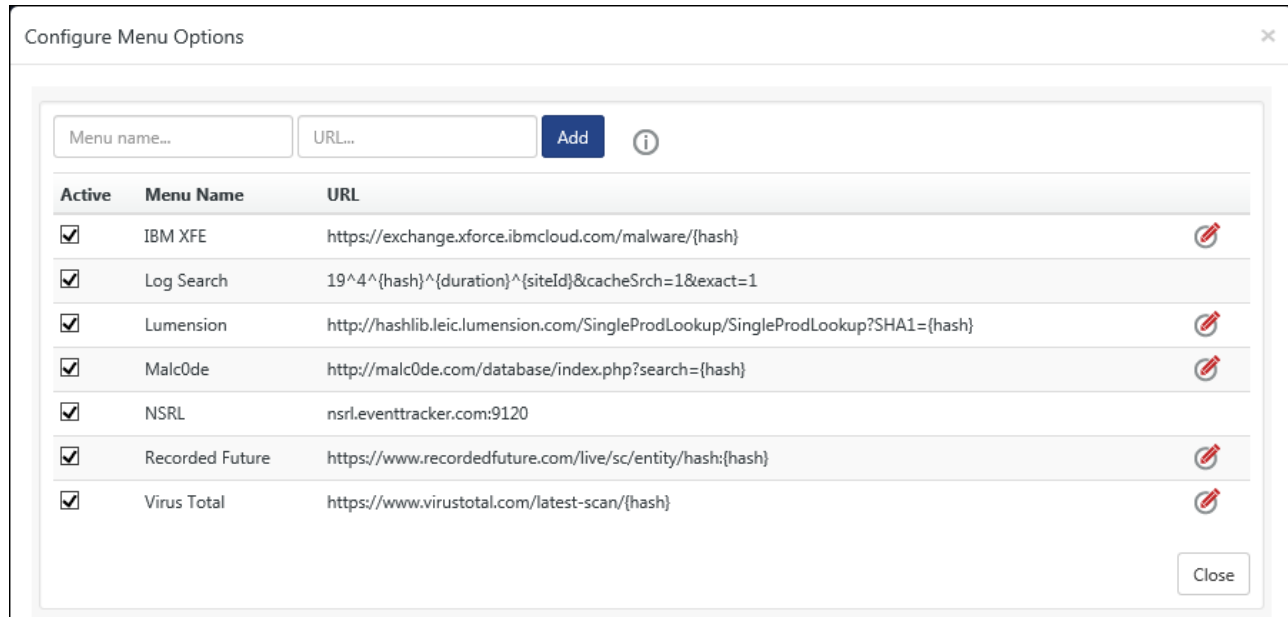 Configure Menu Options ×
Menu name... URL... Add i
Active Menu Name URL
IBM XFE https://exchange.xforce.ibmcloud.com/malware/{hash}
Log Search 19^4^{hash}^{duration}^{siteId}&cacheSrch=1&exact=1
Lumension http://hashlib.leic.lumension.com/SingleProdLookup/SingleProdLookup?SHA1={hash}
Malc0de http://malc0de.com/database/index.php?search={hash}
NSRL nsrl.eventtracker.com:9120
Recorded Future https://www.recordedfuture.com/live/sc/entity/hash:{hash}
Virus Total https://www.virustotal.com/latest-scan/{hash}
Close